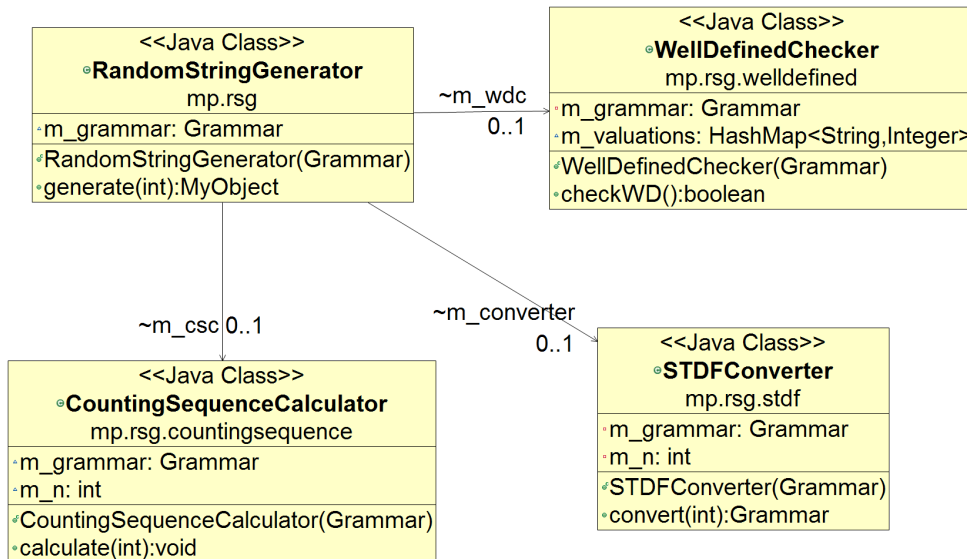 <<Java Class>>
RandomStringGenerator
mp.rsg
m_grammar: Grammar
RandomStringGenerator(Grammar)
generate(int):MyObject
~m_wdc
0..1
<<Java Class>>
WellDefinedChecker
mp.rsg.welldefined
m_grammar: Grammar
m_valuations: HashMap<String,Integer>
WellDefinedChecker(Grammar)
checkWD():boolean
~m_csc 0..1
~m_converter
0..1
<<Java Class>>
CountingSequenceCalculator
mp.rsg.countingsequence
m_grammar: Grammar
m_n: int
CountingSequenceCalculator(Grammar)
calculate(int):void
<<Java Class>>
STDFConverter
mp.rsg.stdf
m_grammar: Grammar
m_n: int
STDFConverter(Grammar)
convert(int):Grammar